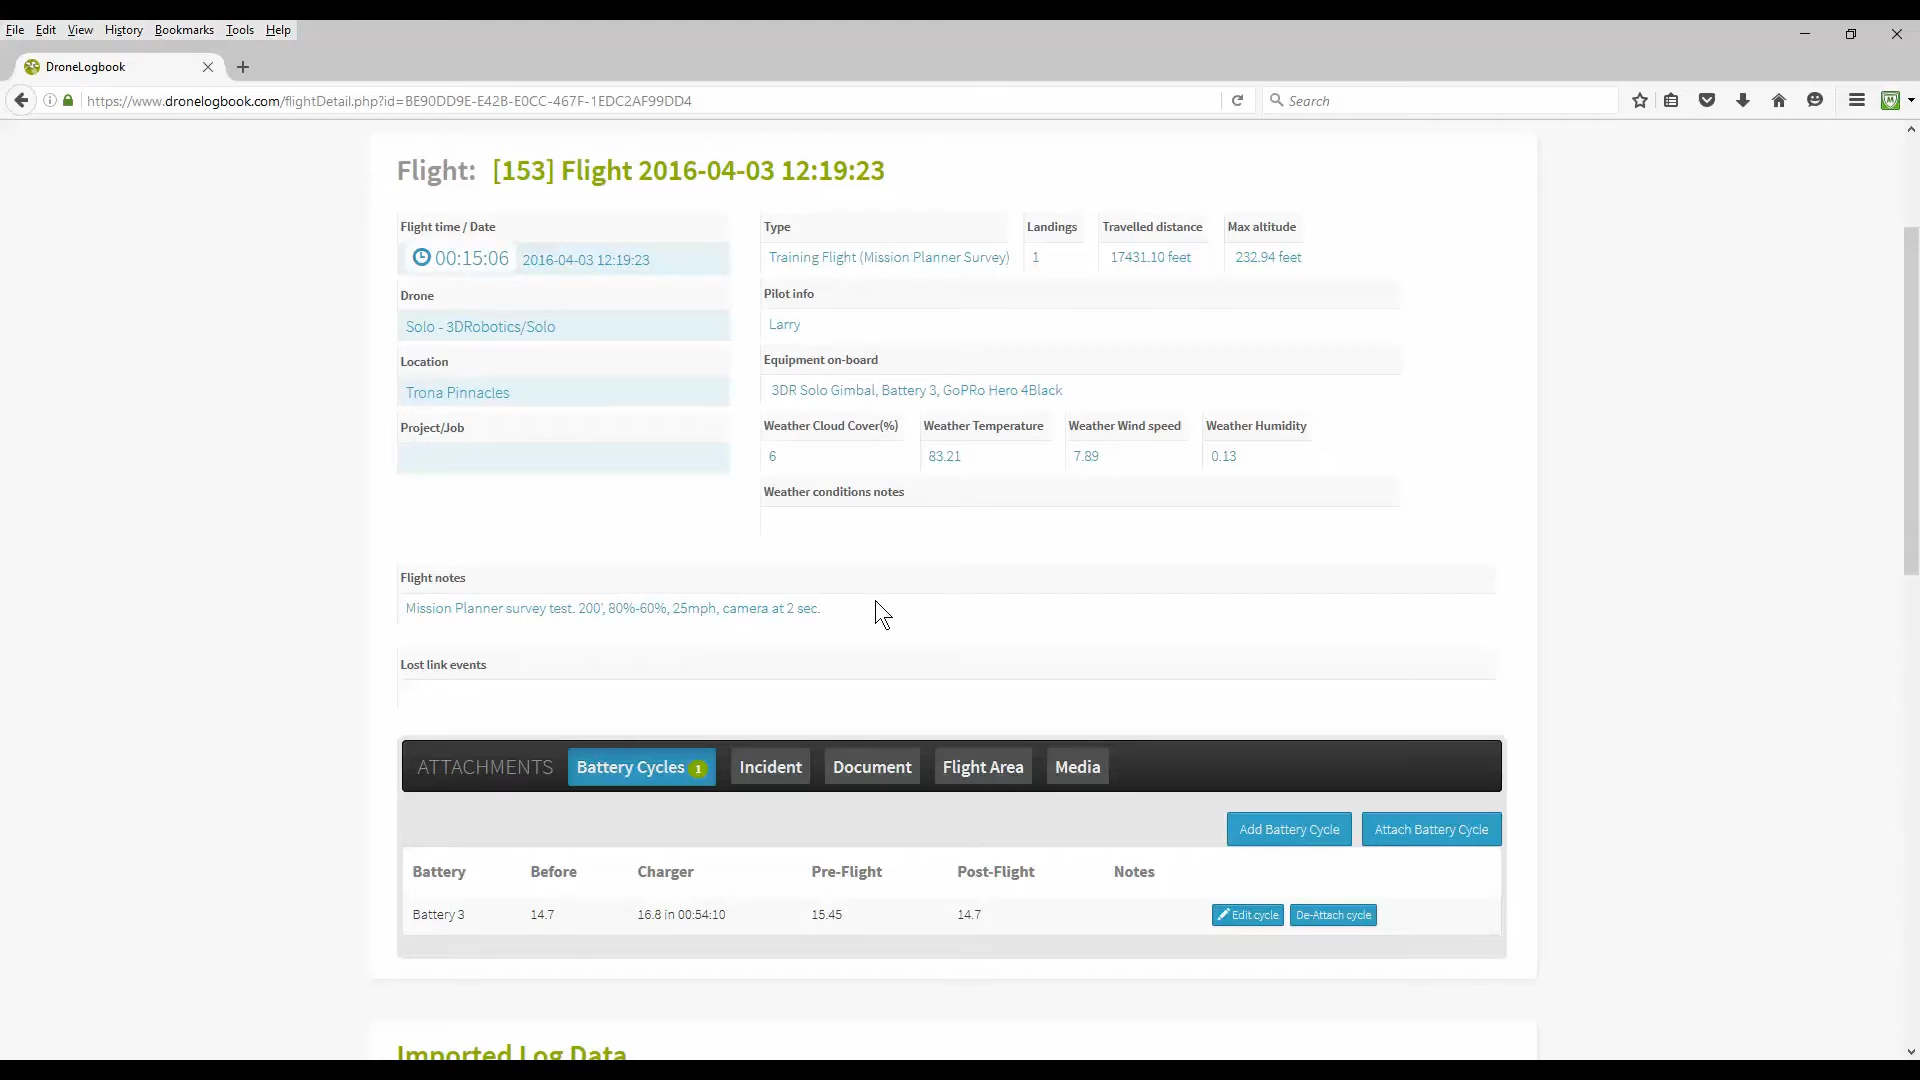 File Edit View History Bookmarks Tools Help
DroneLogbook
https://www.dronelogbook.com/flightDetail.php?id=BE90DD9E-E42B-E0CC-467F-1EDC2AF99DD4
Search
Flight: [153] Flight 2016-04-03 12:19:23
Flight time / Date
00:15:06 2016-04-03 12:19:23
Drone
Solo - 3DRobotics/Solo
Location
Trona Pinnacles
Project/Job
Type Landings Travelled distance Max altitude
Training Flight (Mission Planner Survey) 1 17431.10 feet 232.94 feet
Pilot info
Larry
Equipment on-board
3DR Solo Gimbal, Battery 3, GoPRo Hero 4Black
Weather Cloud Cover(%) Weather Temperature Weather Wind speed Weather Humidity
6 83.21 7.89 0.13
Weather conditions notes
Flight notes
Mission Planner survey test. 200', 80%-60%, 25mph, camera at 2 sec.
Lost link events
ATTACHMENTS Battery Cycles 1 Incident Document Flight Area Media
Add Battery Cycle Attach Battery Cycle
Battery Before Charger Pre-Flight Post-Flight Notes
Battery 3 14.7 16.8 in 00:54:10 15.45 14.7 Edit cycle De-Attach cycle
Imported Log Data